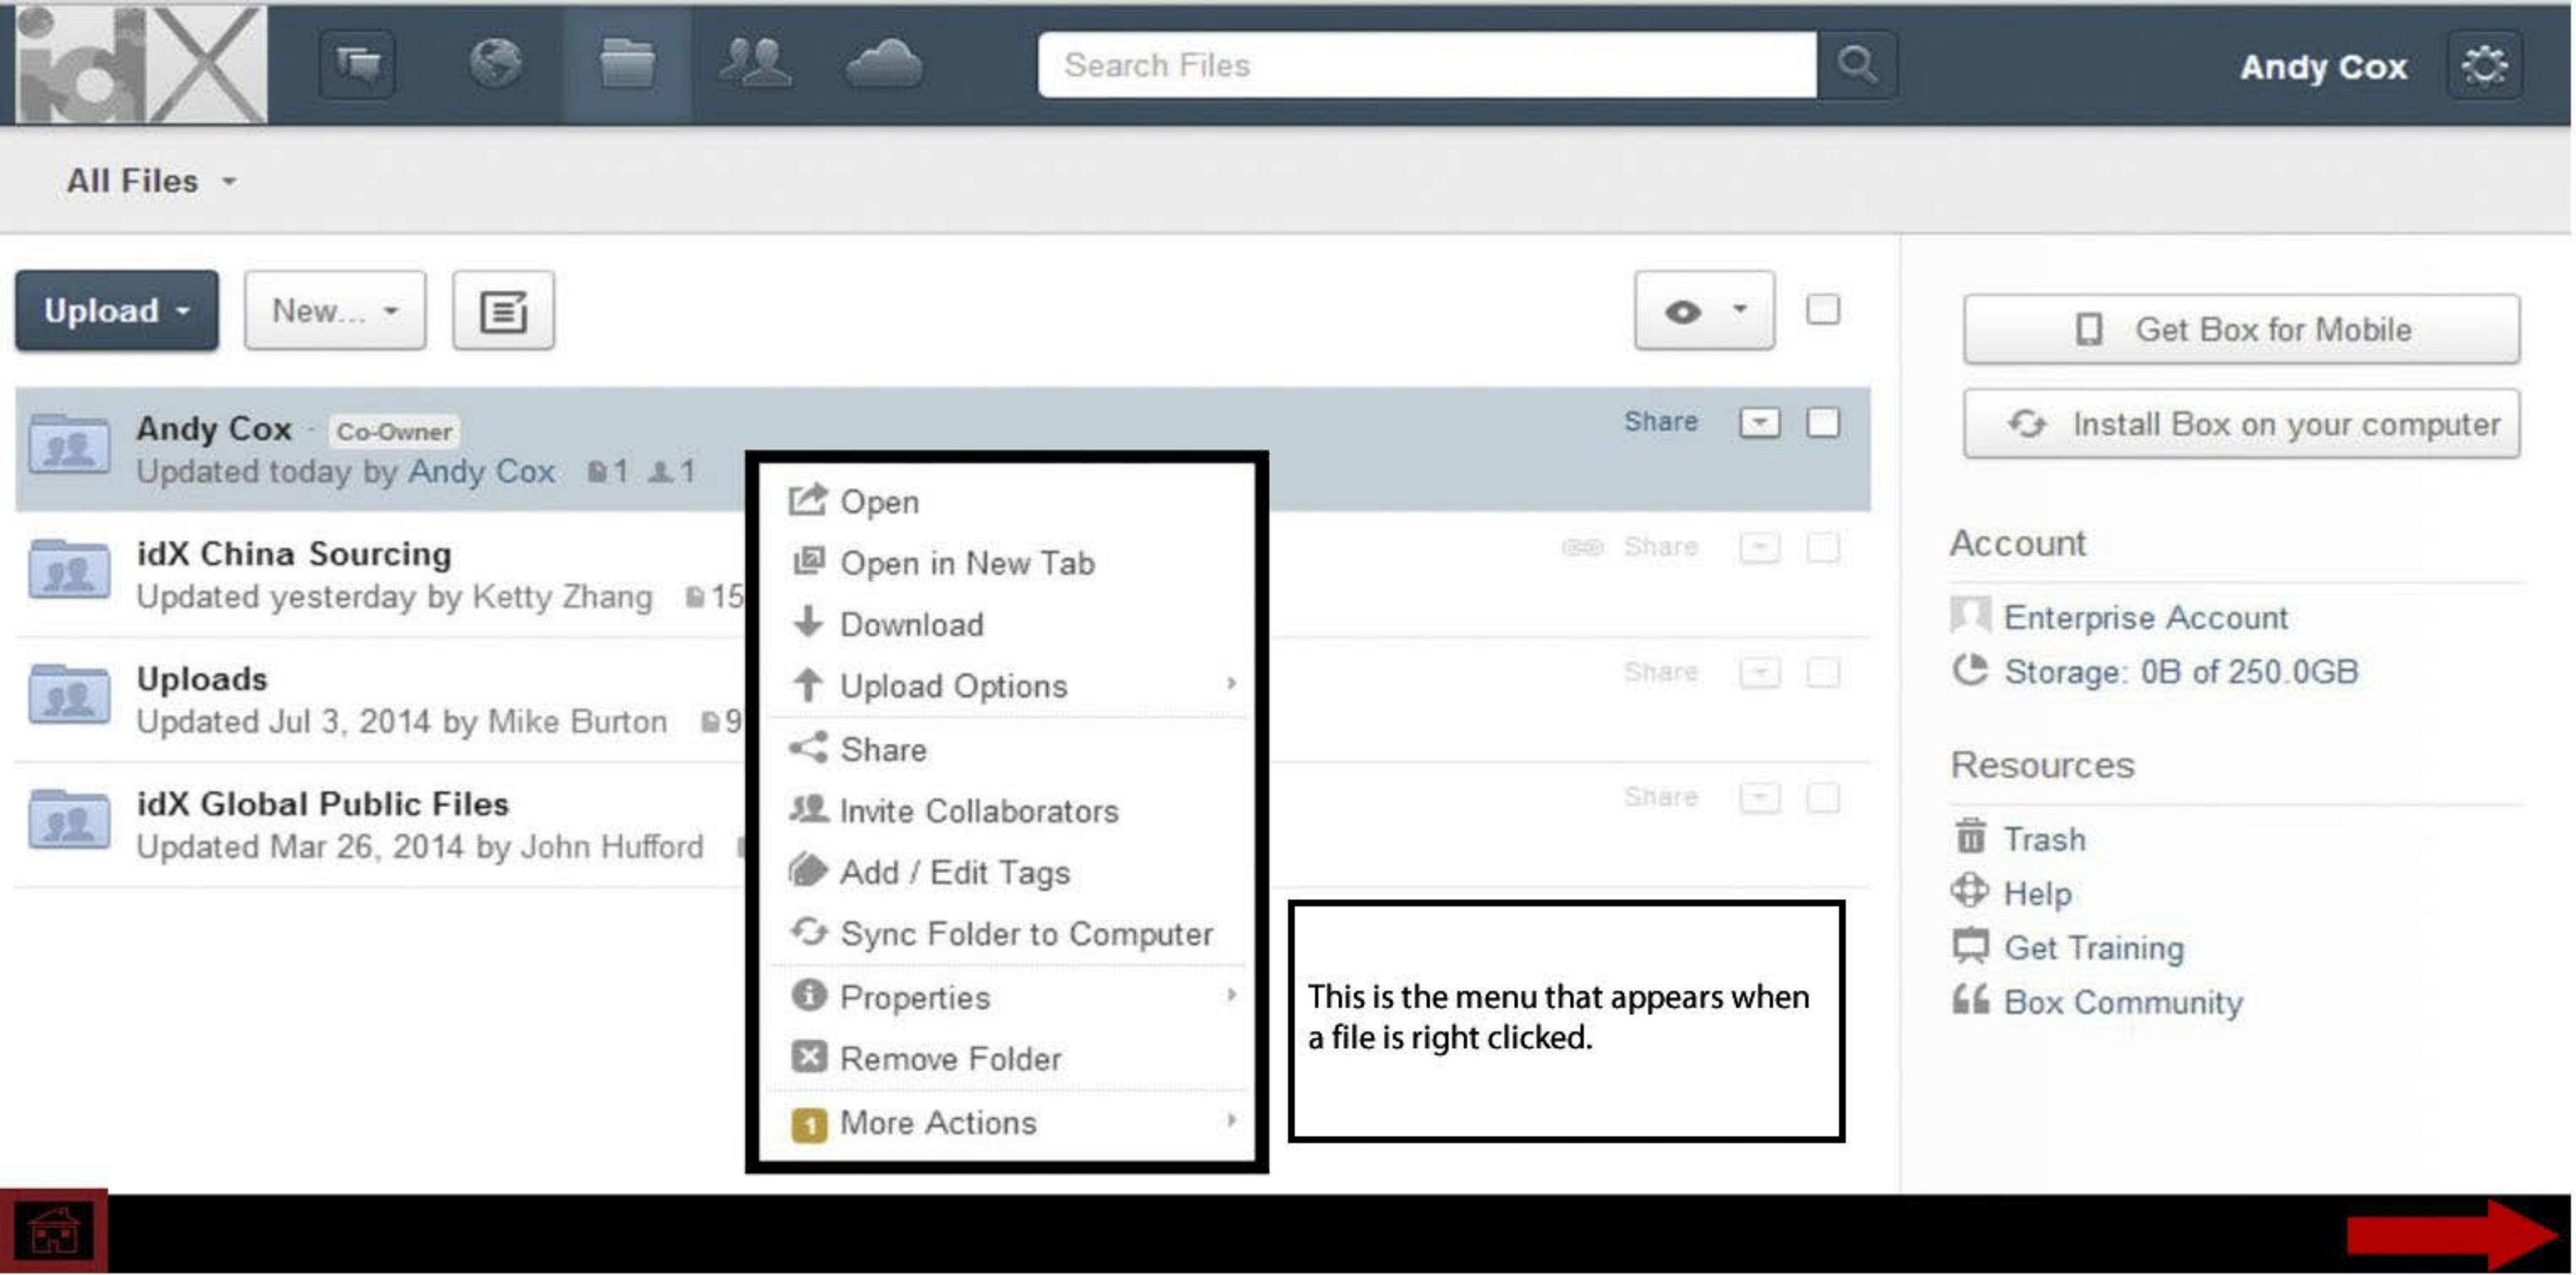 idX
Search Files
Andy Cox
All Files
Upload
New...
Andy Cox - Co-Owner
Share
Updated today by Andy Cox 1 1
idX China Sourcing
Share
Updated yesterday by Ketty Zhang 15
Uploads
Share
Updated Jul 3, 2014 by Mike Burton
idX Global Public Files
Share
Updated Mar 26, 2014 by John Hufford
Open
Open in New Tab
Download
Upload Options
Share
Invite Collaborators
Add / Edit Tags
Sync Folder to Computer
Properties
Remove Folder
1 More Actions
This is the menu that appears when
a file is right clicked.
Get Box for Mobile
Install Box on your computer
Account
Enterprise Account
Storage: 0B of 250.0GB
Resources
Trash
Help
Get Training
Box Community